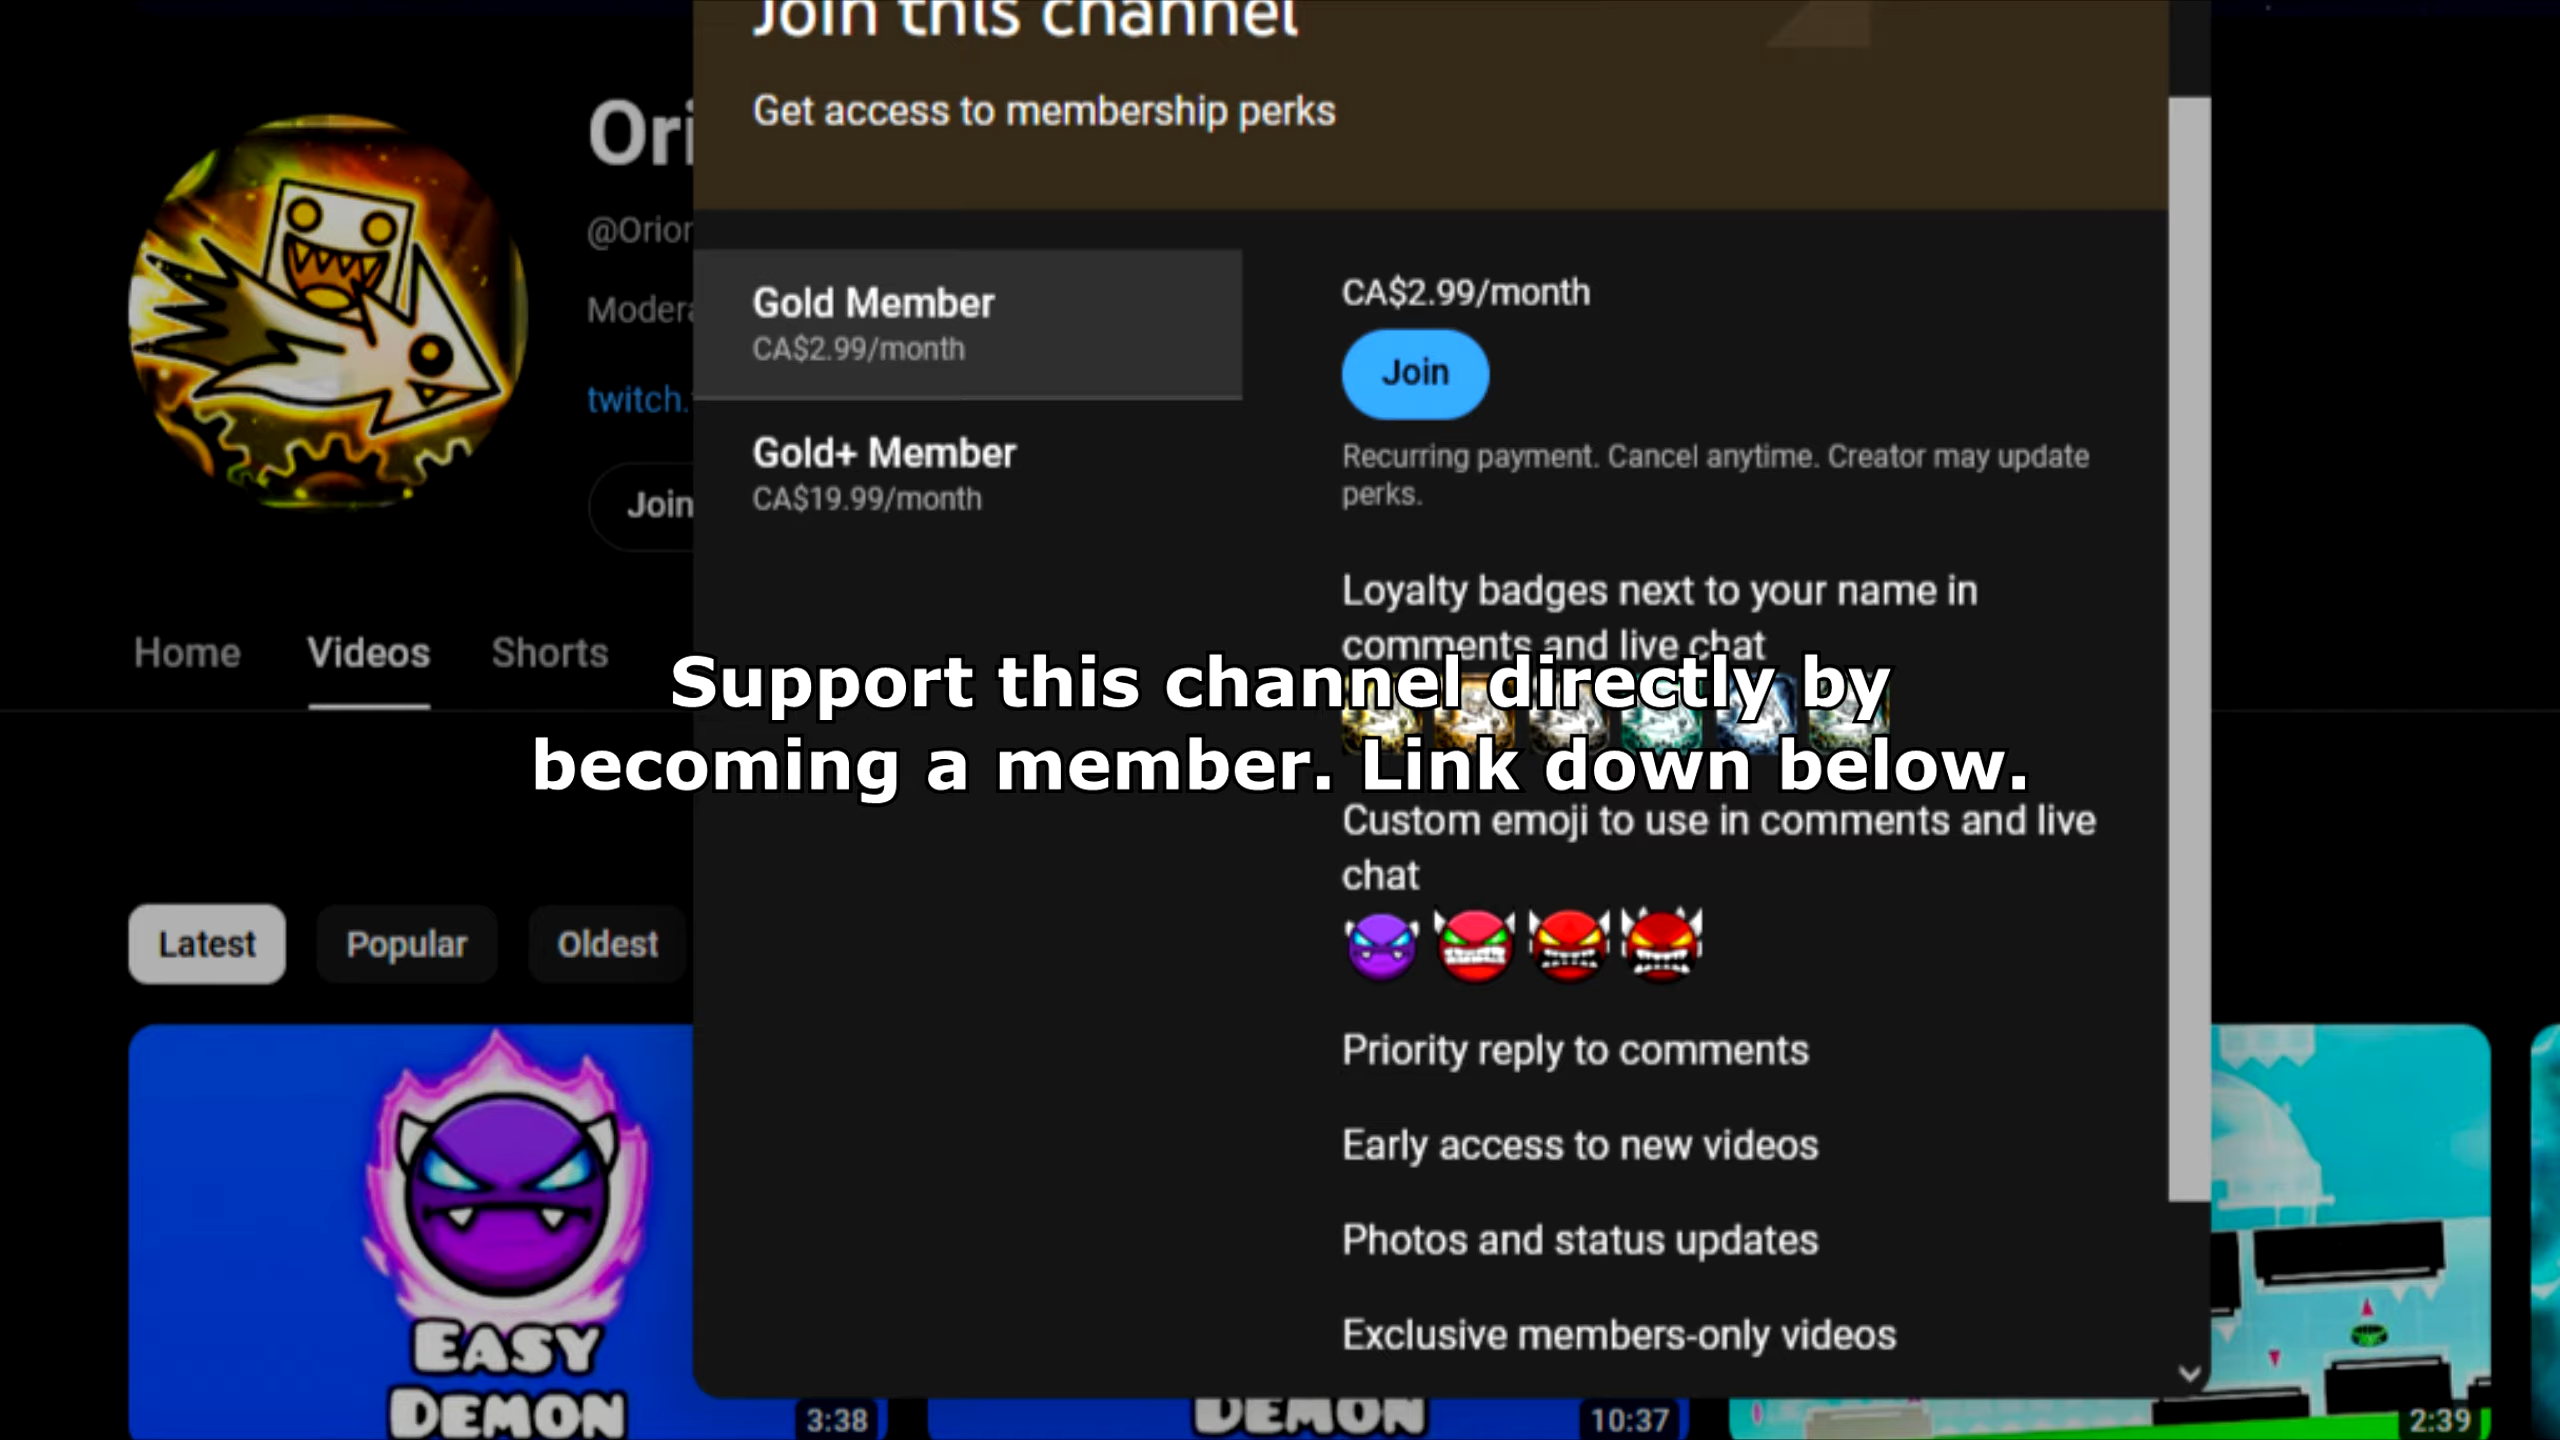 Join this channel
Get access to membership perks
Ori
@Orion
Modera
twitch.
Join
Gold Member
CA$2.99/month
Gold+ Member
CA$19.99/month
CA$2.99/month
Join
Recurring payment. Cancel anytime. Creator may update
perks.
Loyalty badges next to your name in
comments and live chat
Home Videos Shorts
Support this channel directly by
becoming a member. Link down below.
Custom emoji to use in comments and live
chat
Latest Popular Oldest
Priority reply to comments
Early access to new videos
Photos and status updates
Exclusive members-only videos
EASY
DEMON
3:38
DEMON
10:37
2:39